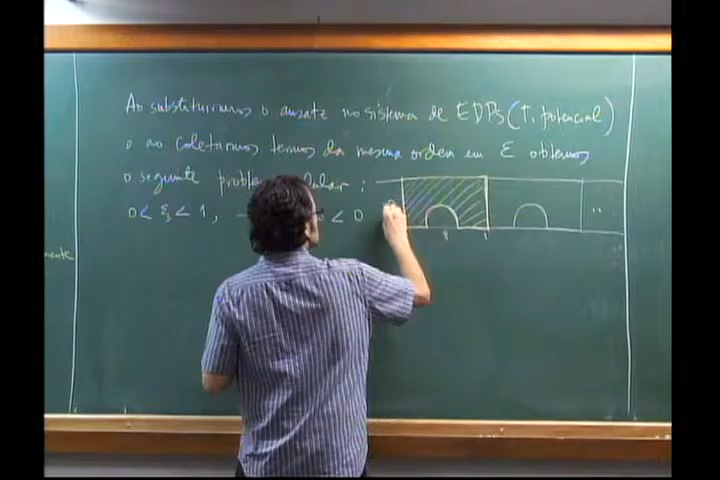 Ao substituirmos o ansatz no sistema de EDPs (T. potencial)
e ao coletarmos termos da mesma ordem em ε obtemos
o seguinte problema celular :
0 < ξ < 1, - < 0
mente